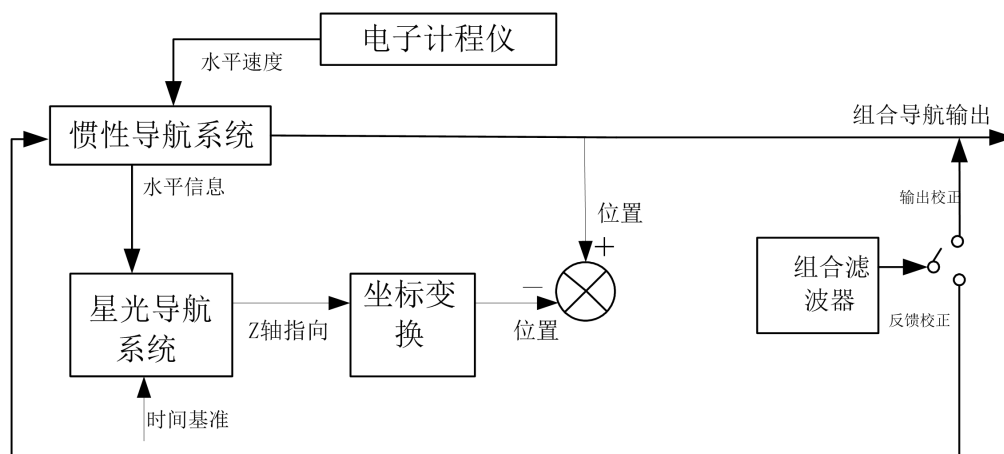 电子计程仪
水平速度
惯性导航系统
组合导航输出
水平信息
输出校正
位置
+
组合滤
波器
星光导航
系统
Z轴指向
坐标变
换
—
位置
反馈校正
时间基准